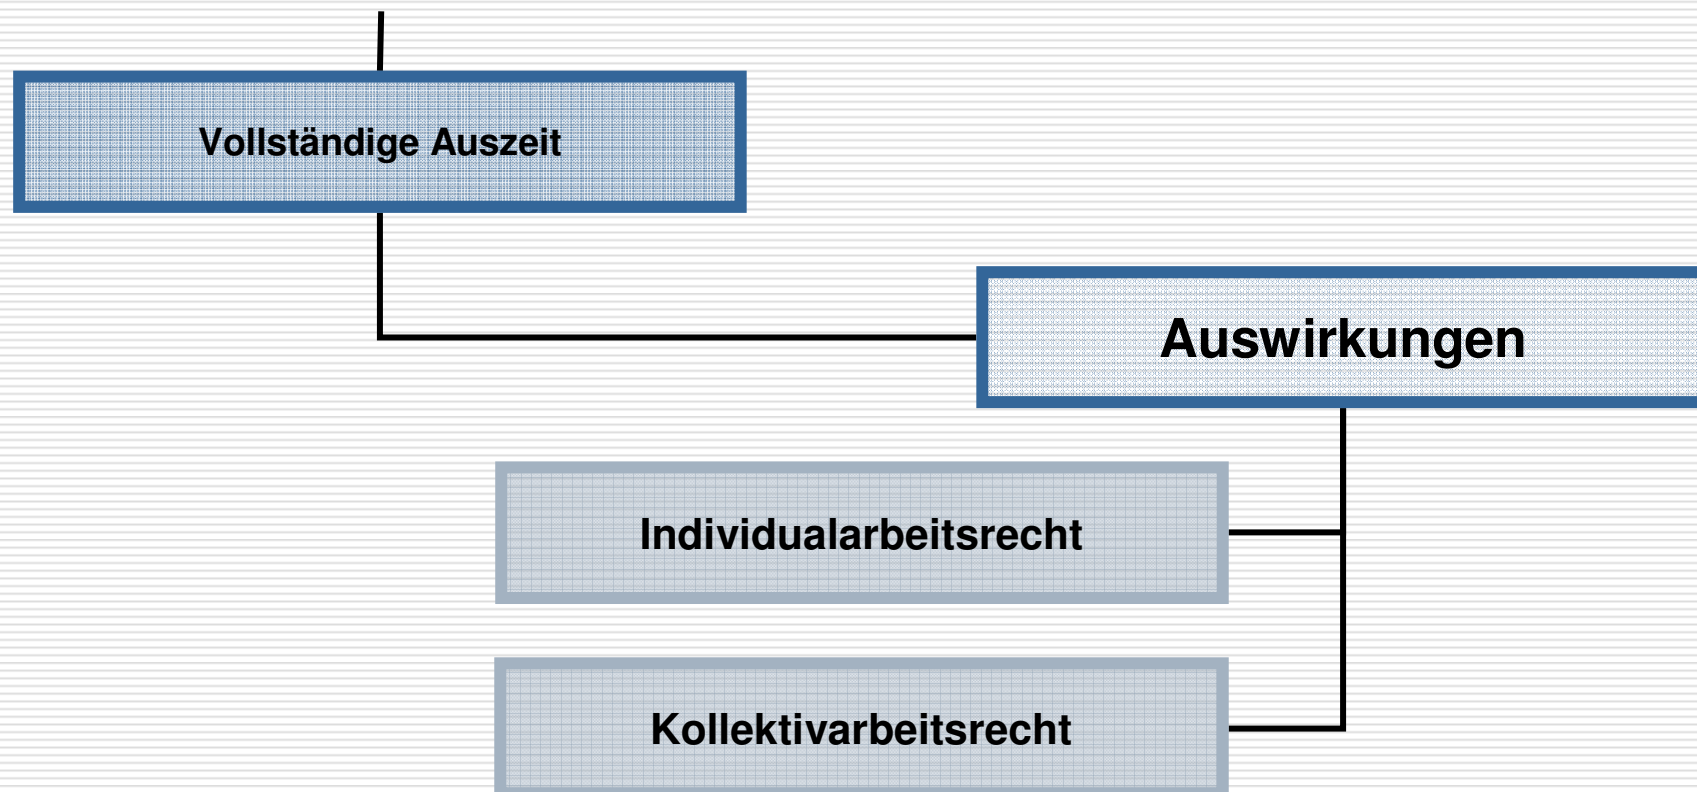 Vollständige Auszeit
Auswirkungen
Individualarbeitsrecht
Kollektivarbeitsrecht